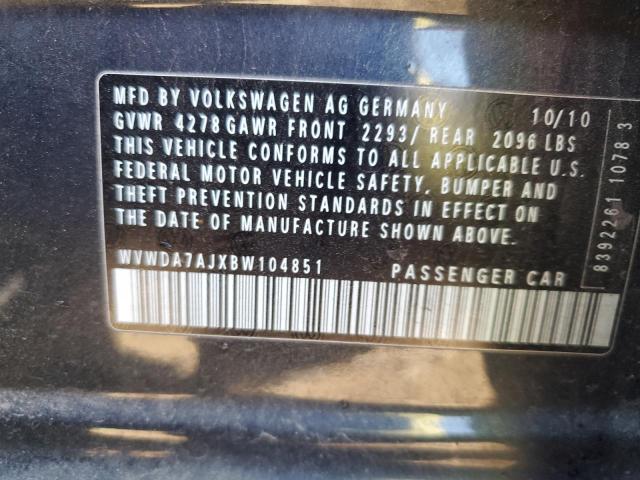 MFD BY VOLKSWAGEN AG GERMANY 10/10
GVWR 4278 GAWR FRONT 2293/ REAR 2096 LBS
THIS VEHICLE CONFORMS TO ALL APPLICABLE U.S.
FEDERAL MOTOR VEHICLE SAFETY, BUMPER AND
THEFT PREVENTION STANDARDS IN EFFECT ON
THE DATE OF MANUFACTURE SHOWN ABOVE.
WVWDA7AJXBW104851 PASSENGER CAR
8392261 1078 3